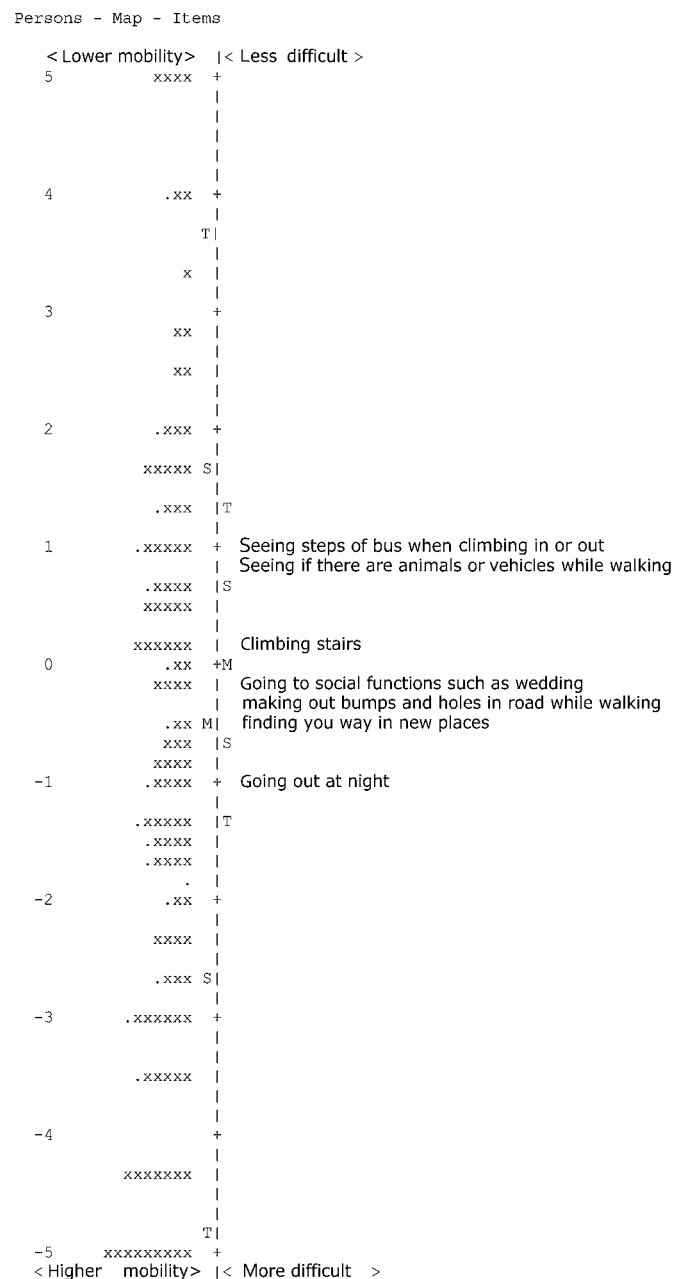 Persons - Map - Items
<Lower mobility> |< Less difficult >
5 xxxx +
|
|
|
|
|
4 .xx +
|
T|
|
x |
|
3 +
xx |
|
xx |
|
|
2 .xxx +
|
xxxxx S|
|
.xxx |T
|
1 .xxxxx + Seeing steps of bus when climbing in or out
| Seeing if there are animals or vehicles while walking
.xxxx |S
xxxxx |
|
xxxxxx | Climbing stairs
0 .xx +M
xxxx | Going to social functions such as wedding
| making out bumps and holes in road while walking
.xx M| finding you way in new places
xxx |S
xxxx |
-1 .xxxx + Going out at night
|
.xxxxx |T
.xxxx |
.xxxx |
. |
-2 .xx +
|
xxxx |
|
.xxx S|
|
-3 .xxxxxx +
|
|
.xxxxx |
|
|
-4 +
|
xxxxxxx |
|
|
T|
-5 xxxxxxxxx +
<Higher mobility> |< More difficult >